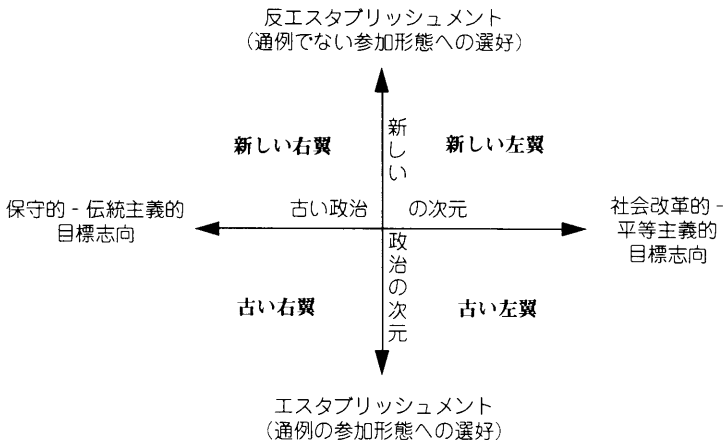 反エスタブリッシュメント
（通例でない参加形態への選好）
新しい右翼
新しい左翼
新しい
保守的 - 伝統主義的
目標志向
古い政治 の次元
社会改革的 -
平等主義的
目標志向
政治の次元
古い右翼
古い左翼
エスタブリッシュメント
（通例の参加形態への選好）